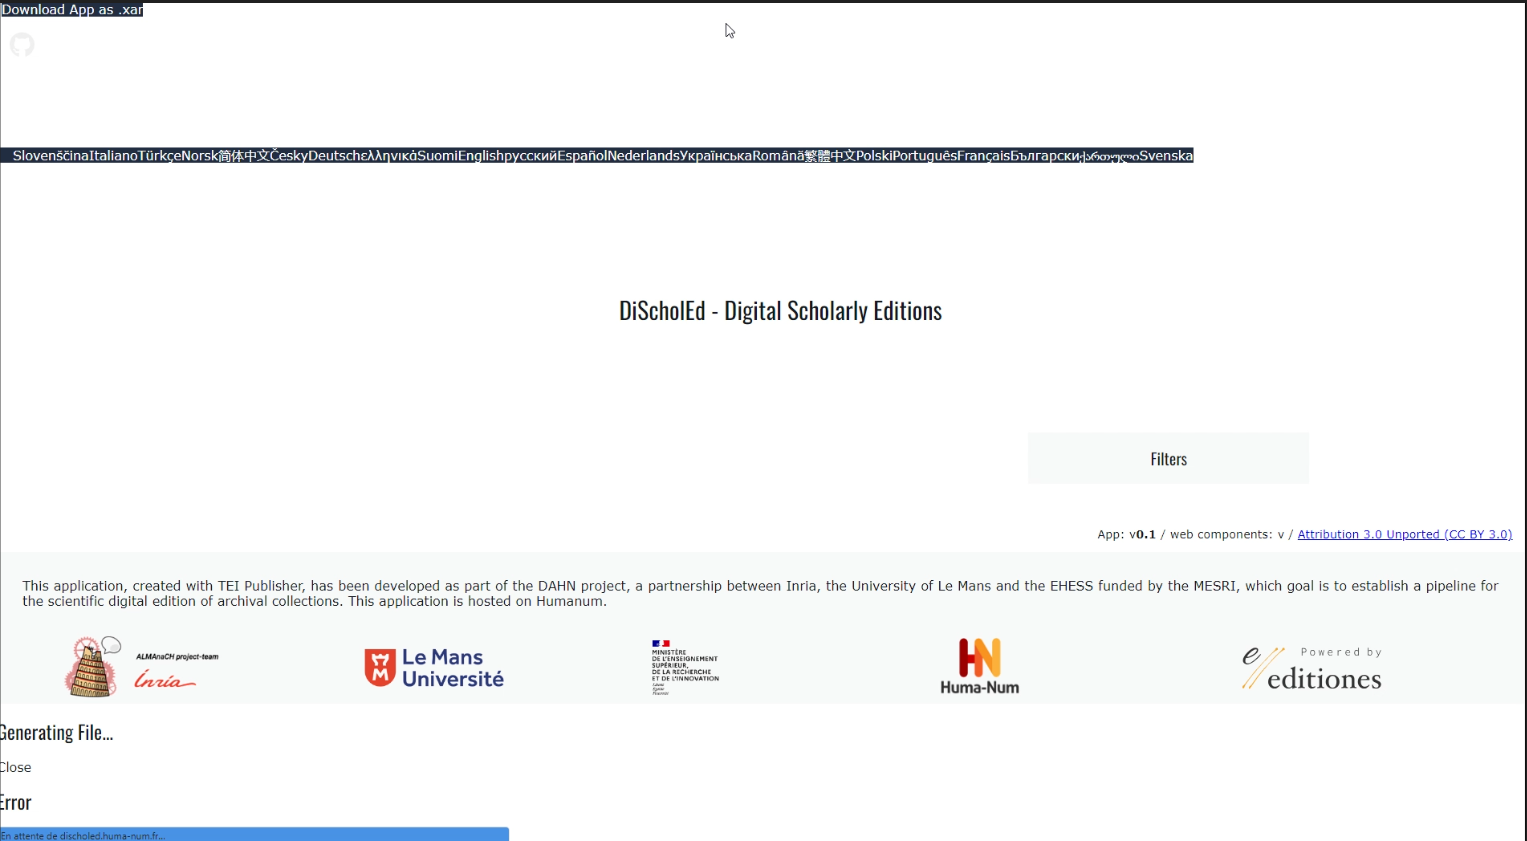 Download App as .xar
SlovenščinaItalianoTürkçeNorsk简体中文ČeskyDeutschελληνικάSuomiEnglishрусскийEspañolNederlandsУкраїнськаRomână繁體中文PolskiPortuguêsFrançaisБългарскиქართულიSvenska
DiScholEd - Digital Scholarly Editions
Filters
App: v0.1 / web components: v / Attribution 3.0 Unported (CC BY 3.0)
This application, created with TEI Publisher, has been developed as part of the DAHN project, a partnership between Inria, the University of Le Mans and the EHESS funded by the MESRI, which goal is to establish a pipeline for
the scientific digital edition of archival collections. This application is hosted on Humanum.
ALMAnaCH project-team
Inria
Le Mans
Université
MINISTÈRE
DE L'ENSEIGNEMENT
SUPÉRIEUR,
DE LA RECHERCHE
ET DE L'INNOVATION
Liberté
Égalité
Fraternité
HN
Huma-Num
Powered by
e editiones
Generating File...
Close
Error
En attente de discholed.huma-num.fr...